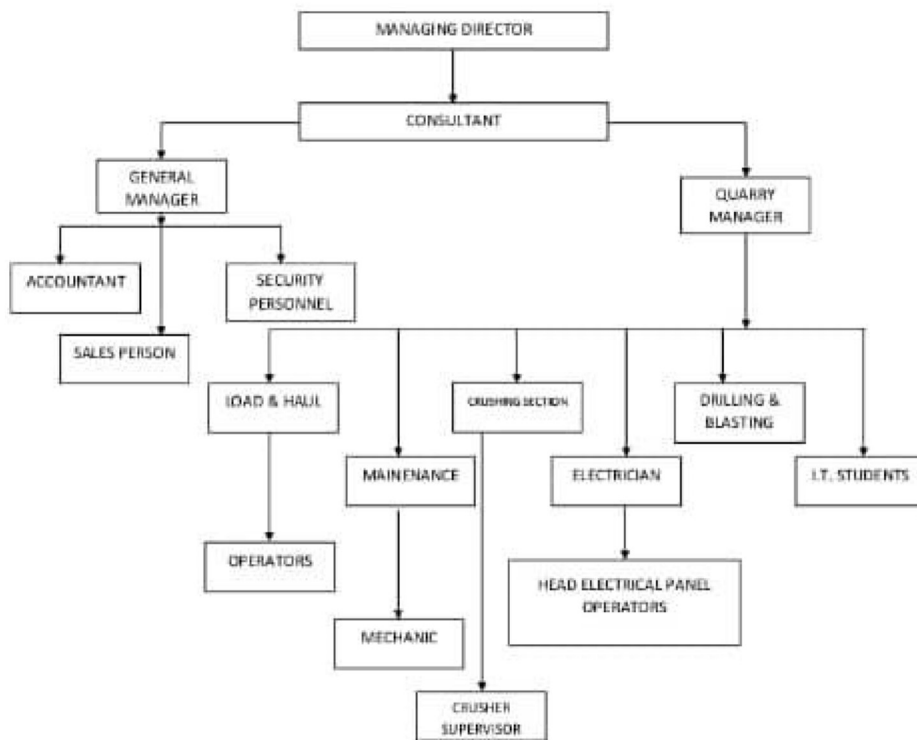 MANAGING DIRECTOR
CONSULTANT
GENERAL
MANAGER
QUARRY
MANAGER
ACCOUNTANT
SECURITY
PERSONNEL
SALES PERSON
LOAD & HAUL
CRUSHING SECTION
DRILLING &
BLASTING
MAINENANCE
ELECTRICIAN
I.T. STUDENTS
OPERATORS
HEAD ELECTRICAL PANEL
OPERATORS
MECHANIC
CRUSHER
SUPERVISOR